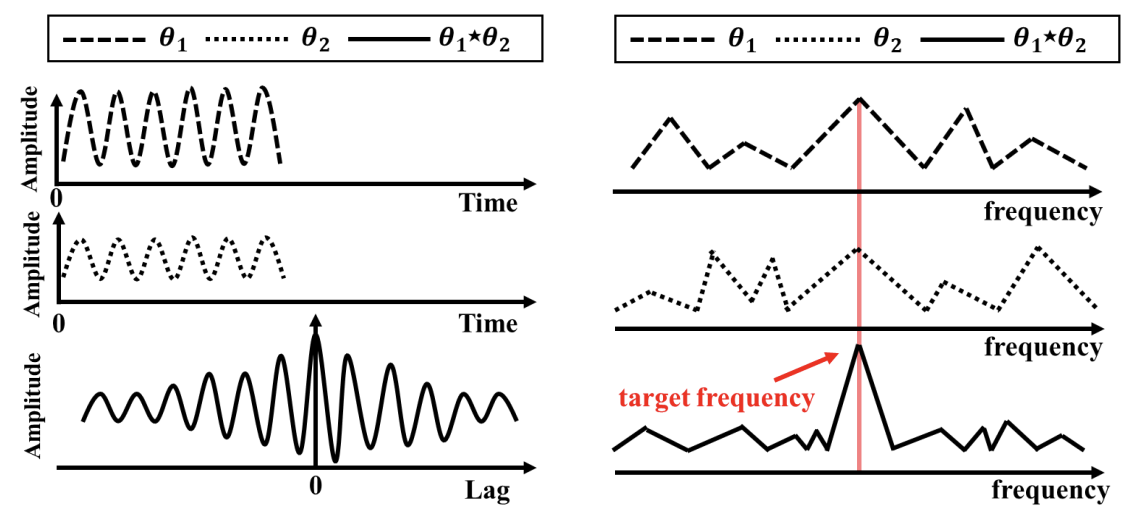 θ₁ θ₂ θ₁⋆θ₂
Amplitude
0
Time
Amplitude
0
Time
Amplitude
0
Lag
θ₁ θ₂ θ₁⋆θ₂
frequency
frequency
target frequency
frequency